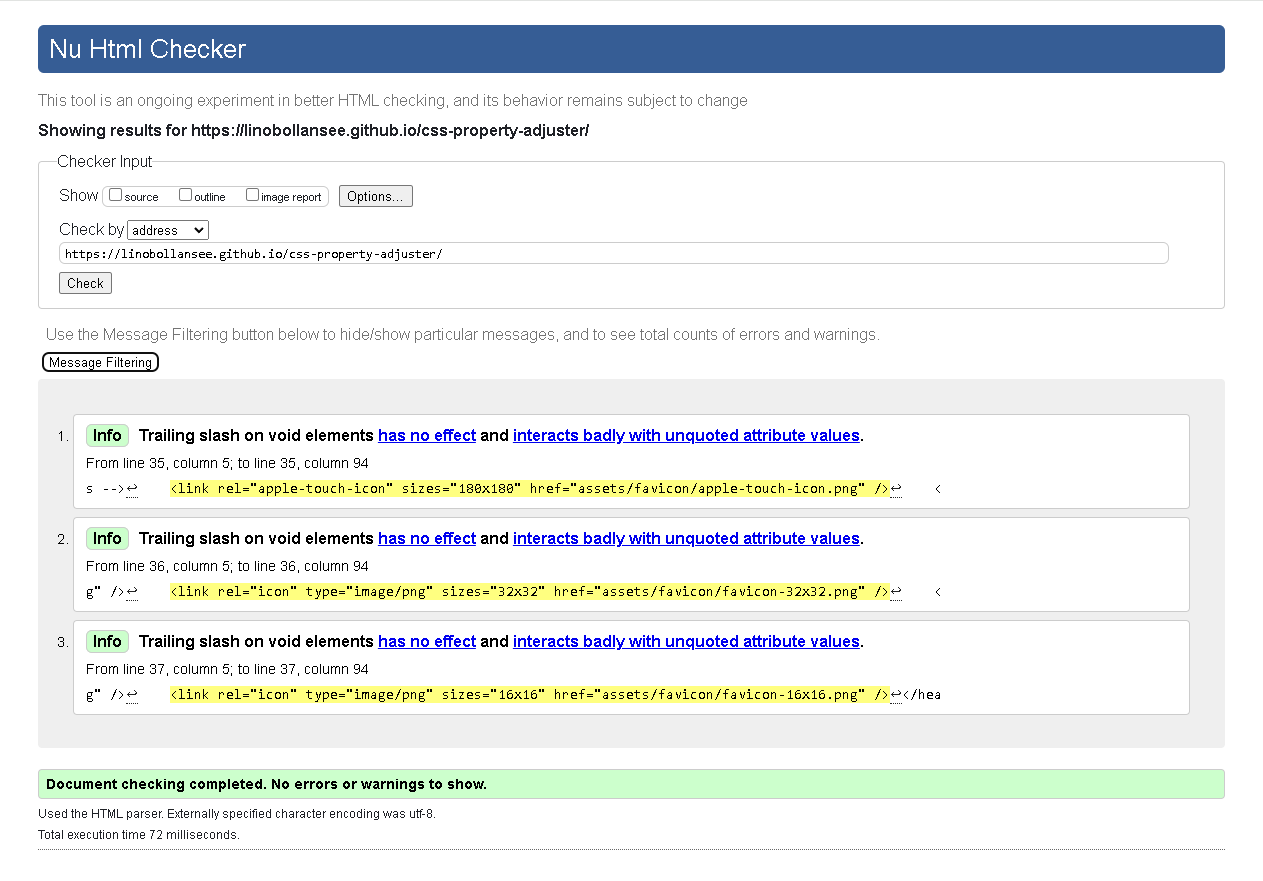 Nu Html Checker
This tool is an ongoing experiment in better HTML checking, and its behavior remains subject to change
Showing results for https://linobollansee.github.io/css-property-adjuster/
Checker Input
Show source outline image report Options...
Check by address
https://linobollansee.github.io/css-property-adjuster/
Check
Use the Message Filtering button below to hide/show particular messages, and to see total counts of errors and warnings.
Message Filtering
1. Info Trailing slash on void elements has no effect and interacts badly with unquoted attribute values.
From line 35, column 5; to line 35, column 94
s -->↩    <link rel="apple-touch-icon" sizes="180x180" href="assets/favicon/apple-touch-icon.png" />↩    <
2. Info Trailing slash on void elements has no effect and interacts badly with unquoted attribute values.
From line 36, column 5; to line 36, column 94
g" />↩    <link rel="icon" type="image/png" sizes="32x32" href="assets/favicon/favicon-32x32.png" />↩    <
3. Info Trailing slash on void elements has no effect and interacts badly with unquoted attribute values.
From line 37, column 5; to line 37, column 94
g" />↩    <link rel="icon" type="image/png" sizes="16x16" href="assets/favicon/favicon-16x16.png" />↩</hea
Document checking completed. No errors or warnings to show.
Used the HTML parser. Externally specified character encoding was utf-8.
Total execution time 72 milliseconds.